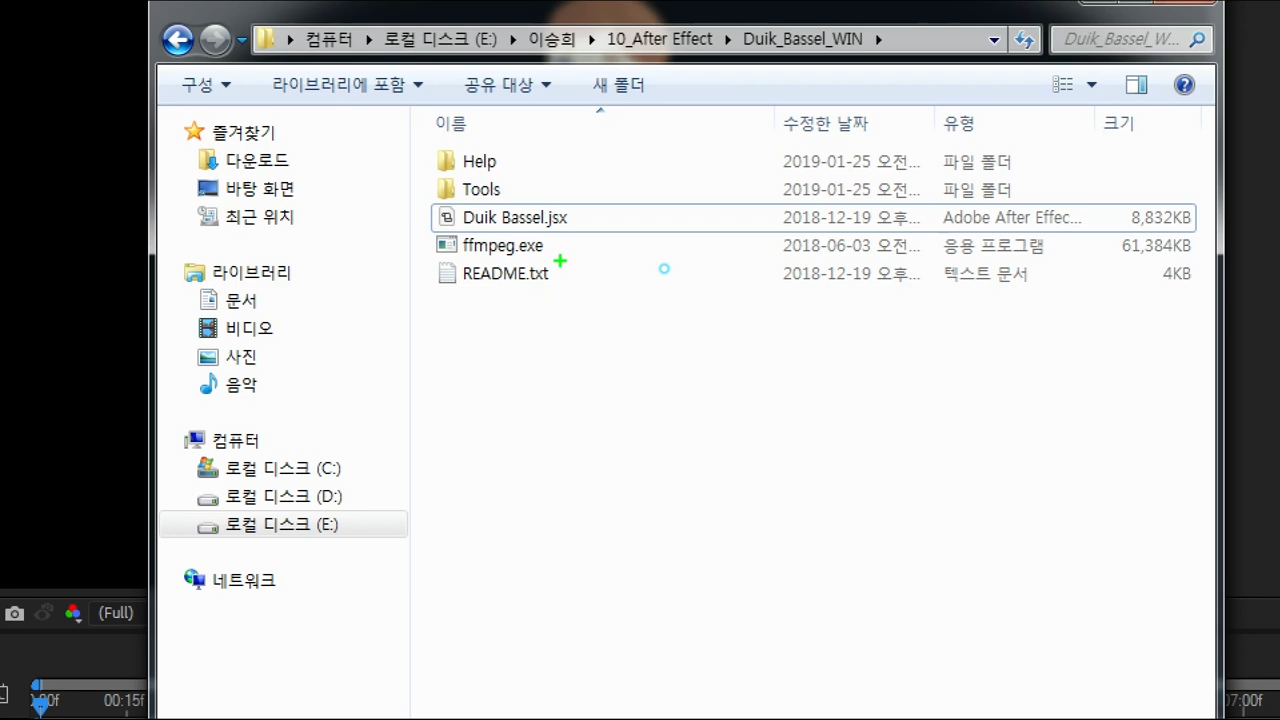 컴퓨터 로컬 디스크 (E:) 이승희 10_After Effect Duik_Bassel_WIN Duik_Bassel_W...
구성 라이브러리에 포함 공유 대상 새 폴더
즐겨찾기
다운로드
바탕 화면
최근 위치
라이브러리
문서
비디오
사진
음악
컴퓨터
로컬 디스크 (C:)
로컬 디스크 (D:)
로컬 디스크 (E:)
네트워크
이름 수정한 날짜 유형 크기
Help 2019-01-25 오전... 파일 폴더
Tools 2019-01-25 오전... 파일 폴더
Duik Bassel.jsx 2018-12-19 오후... Adobe After Effec... 8,832KB
ffmpeg.exe 2018-06-03 오전... 응용 프로그램 61,384KB
README.txt 2018-12-19 오후... 텍스트 문서 4KB
(Full)
00:15f
07:00f